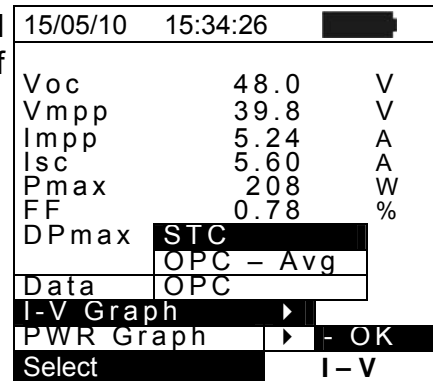 15/05/10 15:34:26
Voc 48.0 V
Vmpp 39.8 V
Impp 5.24 A
Isc 5.60 A
Pmax 208 W
FF 0.78 %
DPmax STC
OPC – Avg
Data OPC
I-V Graph
PWR Graph - OK
Select I – V